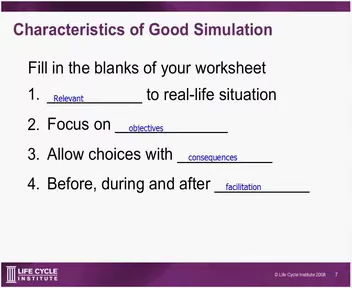 Characteristics of Good Simulation
Fill in the blanks of your worksheet
1. Relevant to real-life situation
2. Focus on objectives
3. Allow choices with consequences
4. Before, during and after facilitation
LIFE CYCLE
INSTITUTE
© Life Cycle Institute 2008 7